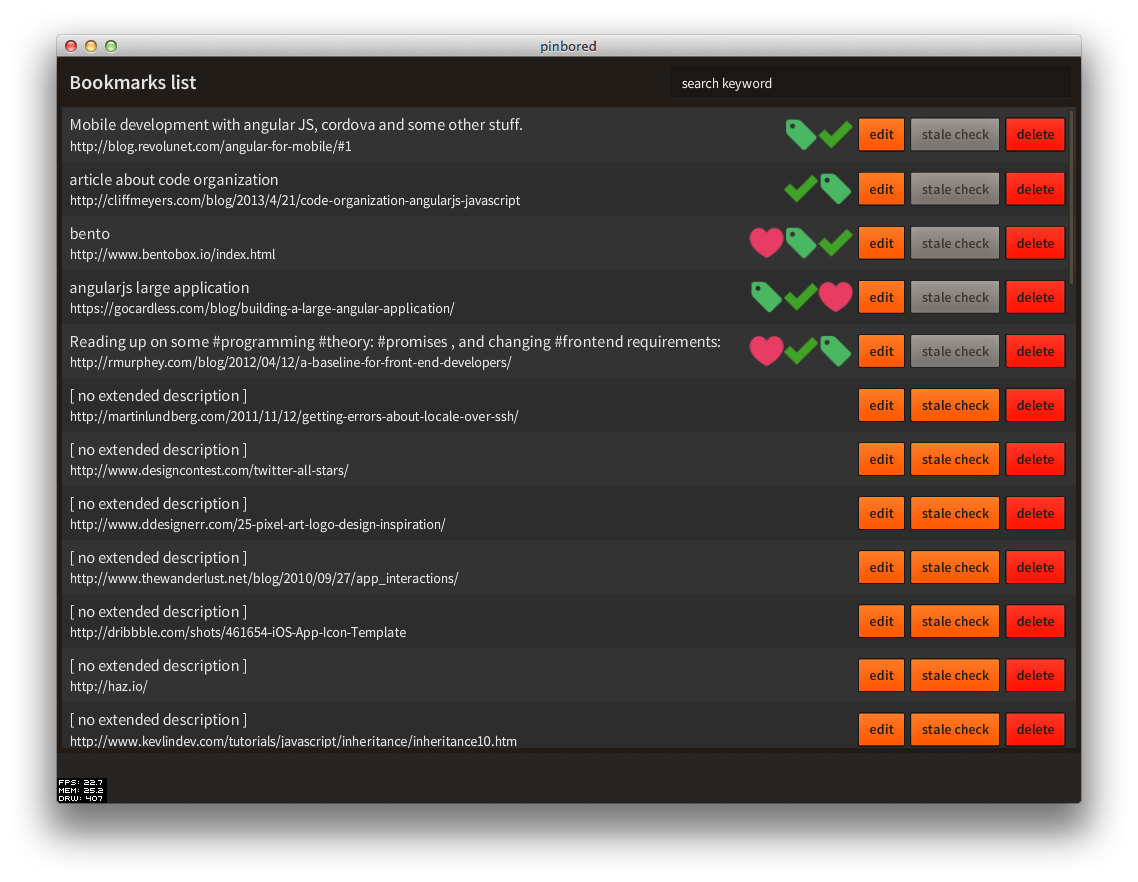 pinbored
Bookmarks list
search keyword
Mobile development with angular JS, cordova and some other stuff.
http://blog.revolunet.com/angular-for-mobile/#1
edit stale check delete
article about code organization
http://cliffmeyers.com/blog/2013/4/21/code-organization-angularjs-javascript
edit stale check delete
bento
http://www.bentobox.io/index.html
edit stale check delete
angularjs large application
https://gocardless.com/blog/building-a-large-angular-application/
edit stale check delete
Reading up on some #programming #theory: #promises , and changing #frontend requirements:
http://rmurphey.com/blog/2012/04/12/a-baseline-for-front-end-developers/
edit stale check delete
[ no extended description ]
http://martinlundberg.com/2011/11/12/getting-errors-about-locale-over-ssh/
edit stale check delete
[ no extended description ]
http://www.designcontest.com/twitter-all-stars/
edit stale check delete
[ no extended description ]
http://www.ddesignerr.com/25-pixel-art-logo-design-inspiration/
edit stale check delete
[ no extended description ]
http://www.thewanderlust.net/blog/2010/09/27/app_interactions/
edit stale check delete
[ no extended description ]
http://dribbble.com/shots/461654-iOS-App-Icon-Template
edit stale check delete
[ no extended description ]
http://haz.io/
edit stale check delete
[ no extended description ]
http://www.kevlindev.com/tutorials/javascript/inheritance/inheritance10.htm
edit stale check delete
FPS: 22.7
MEM: 25.2
DRW: 407